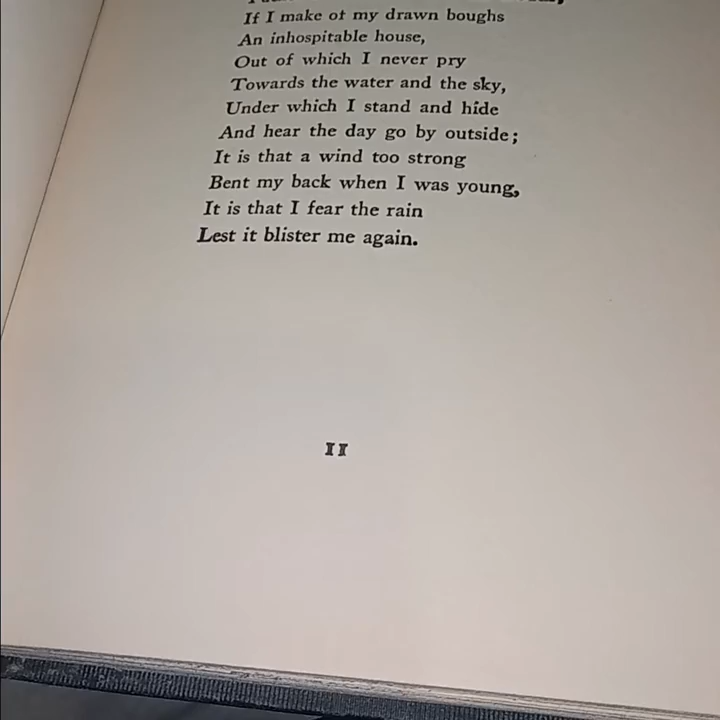 If I make of my drawn boughs
An inhospitable house,
Out of which I never pry
Towards the water and the sky,
Under which I stand and hide
And hear the day go by outside;
It is that a wind too strong
Bent my back when I was young,
It is that I fear the rain
Lest it blister me again.
II